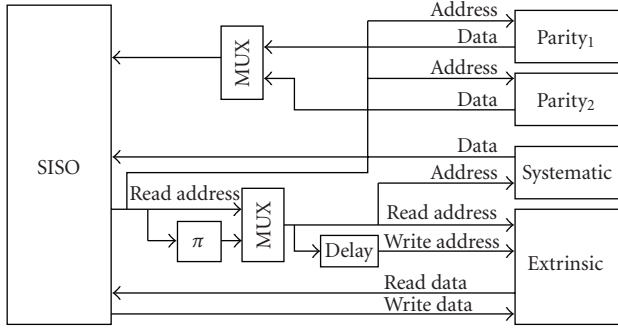 Address
Parity₁
Data
MUX
Address
Parity₂
Data
Data
SISO
Systematic
Address
Read address
MUX
Read address
π
Delay
Write address
Extrinsic
Read data
Write data